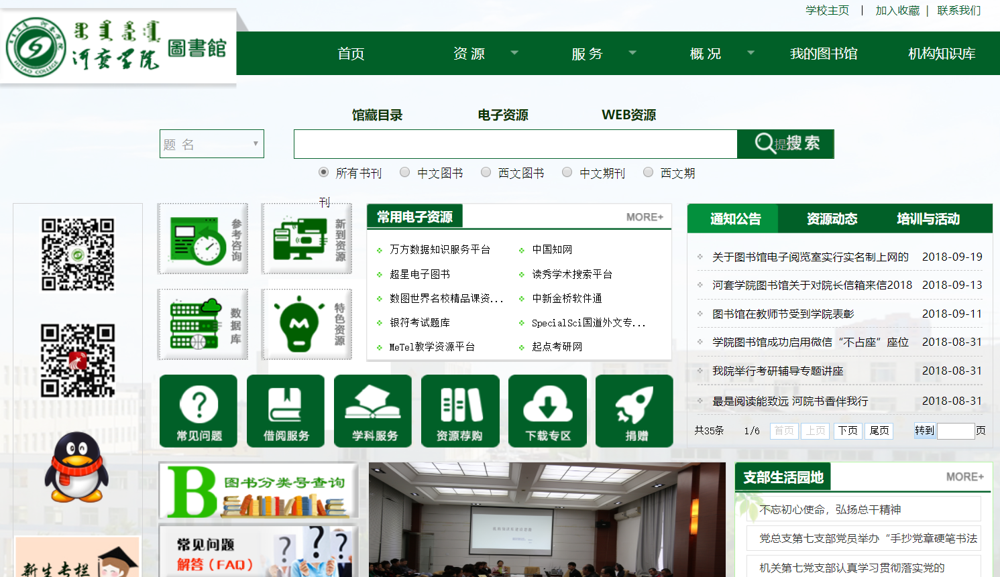 学校主页 | 加入收藏 | 联系我们
河套学院
HETAO COLLEGE
圖書館
首页 资 源 服 务 概 况 我的图书馆 机构知识库
馆藏目录 电子资源 WEB资源
题 名
搜索
所有书刊 中文图书 西文图书 中文期刊 西文期
刊
参考咨询
新到资源
数据库
特色资源
常用电子资源 MORE+
万方数据知识服务平台 中国知网
超星电子图书 读秀学术搜索平台
数图世界名校精品课资... 中新金桥软件通
银符考试题库 SpecialSci国道外文专...
MeTel教学资源平台 起点考研网
通知公告 资源动态 培训与活动
关于图书馆电子阅览室实行实名制上网的 2018-09-19
河套学院图书馆关于对院长信箱来信2018 2018-09-13
图书馆在教师节受到学院表彰 2018-09-11
学院图书馆成功启用微信“不占座”座位 2018-08-31
我院举行考研辅导专题讲座 2018-08-31
最是阅读能致远 河院书香伴我行 2018-08-31
共35条 1/6 首页 上页 下页 尾页 转到 页
常见问题 借阅服务 学科服务 资源荐购 下载专区 捐赠
B 图书分类号查询
常见问题
解答（FAQ）
新生专栏
支部生活园地 MORE+
不忘初心使命，弘扬总干精神
党总支第七支部党员举办“手抄党章硬笔书法
机关第七党支部认真学习贯彻落实党的